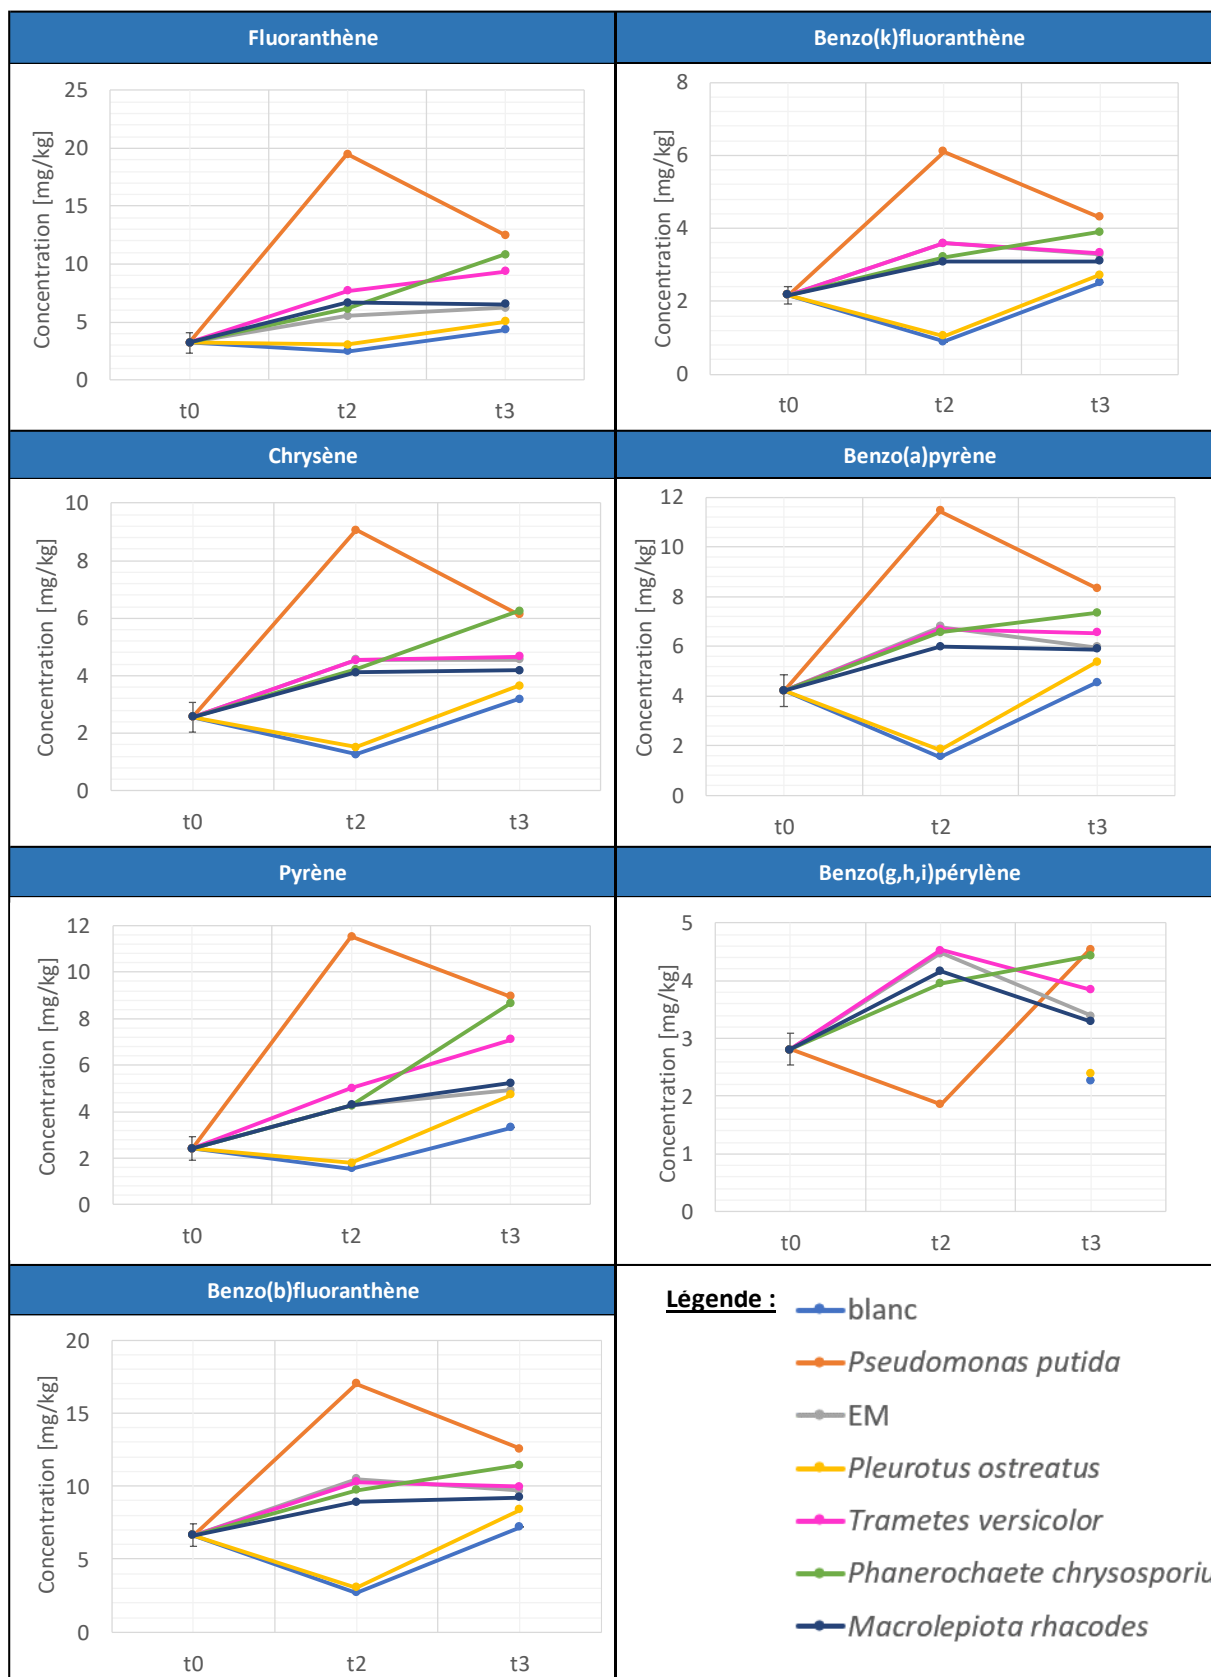 Fluoranthène
Benzo(k)fluoranthène
Concentration [mg/kg]
25
20
15
10
5
0
t0 t2 t3
Concentration [mg/kg]
8
6
4
2
0
t0 t2 t3
Chrysène
Benzo(a)pyrène
Concentration [mg/kg]
10
8
6
4
2
0
t0 t2 t3
Concentration [mg/kg]
12
10
8
6
4
2
0
t0 t2 t3
Pyrène
Benzo(g,h,i)pérylène
Concentration [mg/kg]
12
10
8
6
4
2
0
t0 t2 t3
Concentration [mg/kg]
5
4
3
2
1
0
t0 t2 t3
Benzo(b)fluoranthène
Concentration [mg/kg]
20
15
10
5
0
t0 t2 t3
Légende :
blanc
Pseudomonas putida
EM
Pleurotus ostreatus
Trametes versicolor
Phanerochaete chrysosporiu
Macrolepiota rhacodes